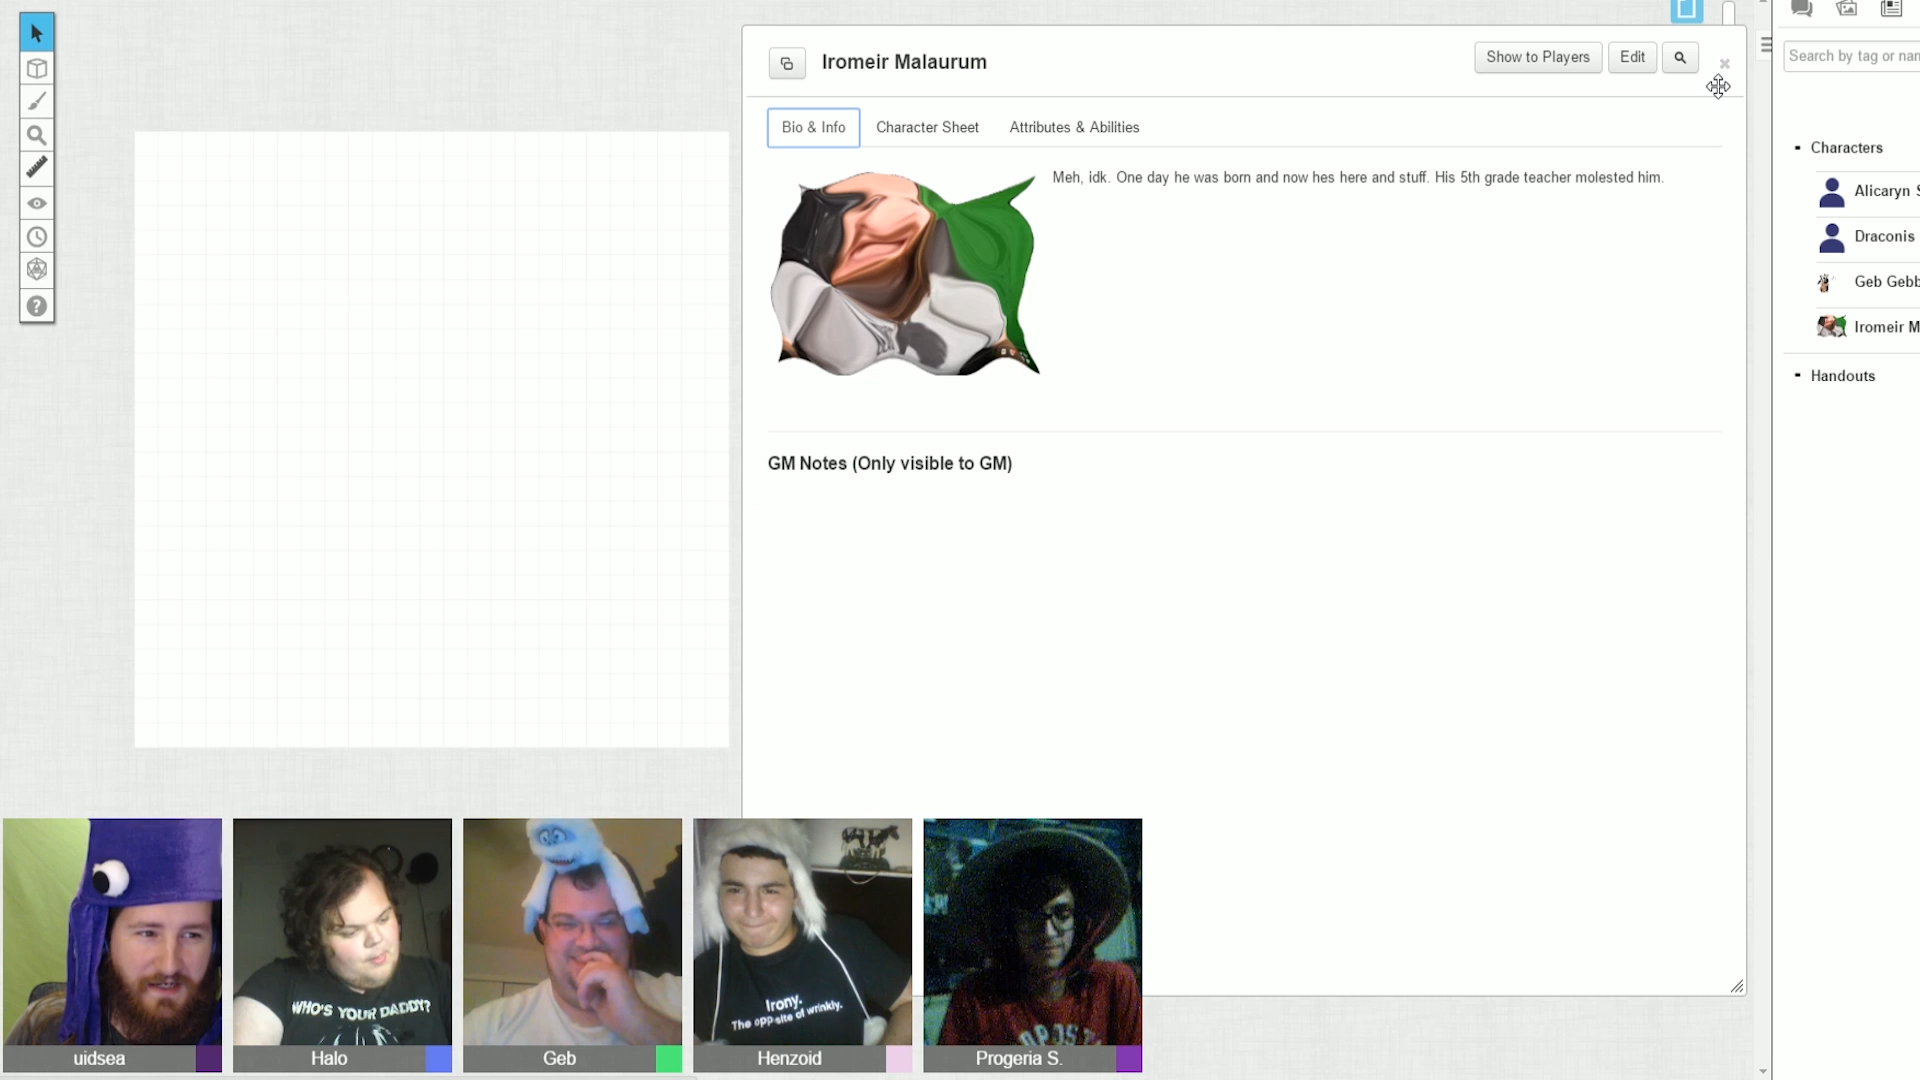 Iromeir Malaurum
Show to Players
Edit
Search by tag or nam
Bio & Info
Character Sheet
Attributes & Abilities
Meh, idk. One day he was born and now hes here and stuff. His 5th grade teacher molested him.
GM Notes (Only visible to GM)
Characters
Alicaryn S
Draconis
Geb Gebb
Iromeir M
Handouts
WHO'S YOUR DADDY?
Irony.
The opposite of wrinkly.
uidsea
Halo
Geb
Henzoid
Progeria S.